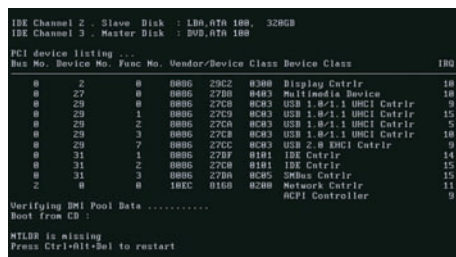 IDE Channel 2 . Slave  Disk  : LBA,ATA 100,  320GB
IDE Channel 3 . Master Disk  : DVD,ATA 100
PCI device listing ...
Bus No. Device No. Func No. Vendor/Device Class Device Class IRQ
0 2 0 8086 29C2 0300 Display Cntrlr 10
0 27 0 8086 27D8 0403 Multimedia Device 10
0 29 0 8086 27C8 0C03 USB 1.0/1.1 UHCI Cntrlr 9
0 29 1 8086 27C9 0C03 USB 1.0/1.1 UHCI Cntrlr 15
0 29 2 8086 27CA 0C03 USB 1.0/1.1 UHCI Cntrlr 5
0 29 3 8086 27CB 0C03 USB 1.0/1.1 UHCI Cntrlr 10
0 29 7 8086 27CC 0C03 USB 2.0 EHCI Cntrlr 9
0 31 1 8086 27DF 0101 IDE Cntrlr 14
0 31 2 8086 27C0 0101 IDE Cntrlr 15
0 31 3 8086 27DA 0C05 SMBus Cntrlr 15
2 0 0 10EC 8168 0200 Network Cntrlr 11
ACPI Controller 9
Verifying DMI Pool Data ...........
Boot from CD :
NTLDR is missing
Press Ctrl+Alt+Del to restart